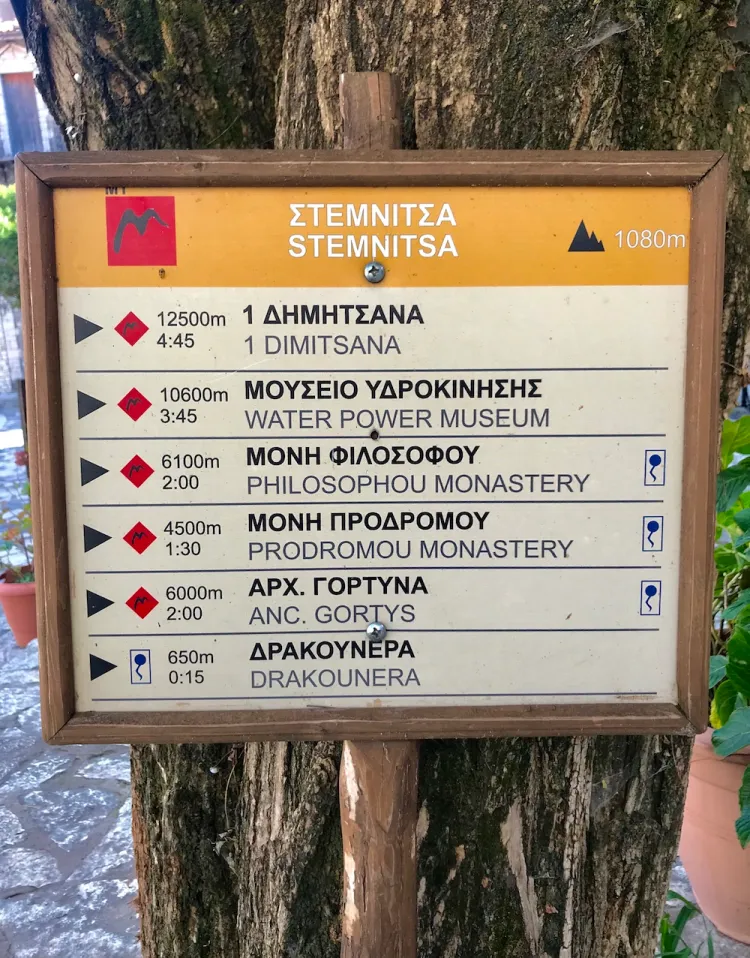 ΣΤΕΜΝΙΤΣΑ
STEMNITSA
1080m
12500m
4:45
1 ΔΗΜΗΤΣΑΝΑ
1 DIMITSANA
10600m
3:45
ΜΟΥΣΕΙΟ ΥΔΡΟΚΙΝΗΣΗΣ
WATER POWER MUSEUM
6100m
2:00
ΜΟΝΗ ΦΙΛΟΣΟΦΟΥ
PHILOSOPHOU MONASTERY
4500m
1:30
ΜΟΝΗ ΠΡΟΔΡΟΜΟΥ
PRODROMOU MONASTERY
6000m
2:00
ΑΡΧ. ΓΟΡΤΥΝΑ
ANC. GORTYS
650m
0:15
ΔΡΑΚΟΥΝΕΡΑ
DRAKOUNERA